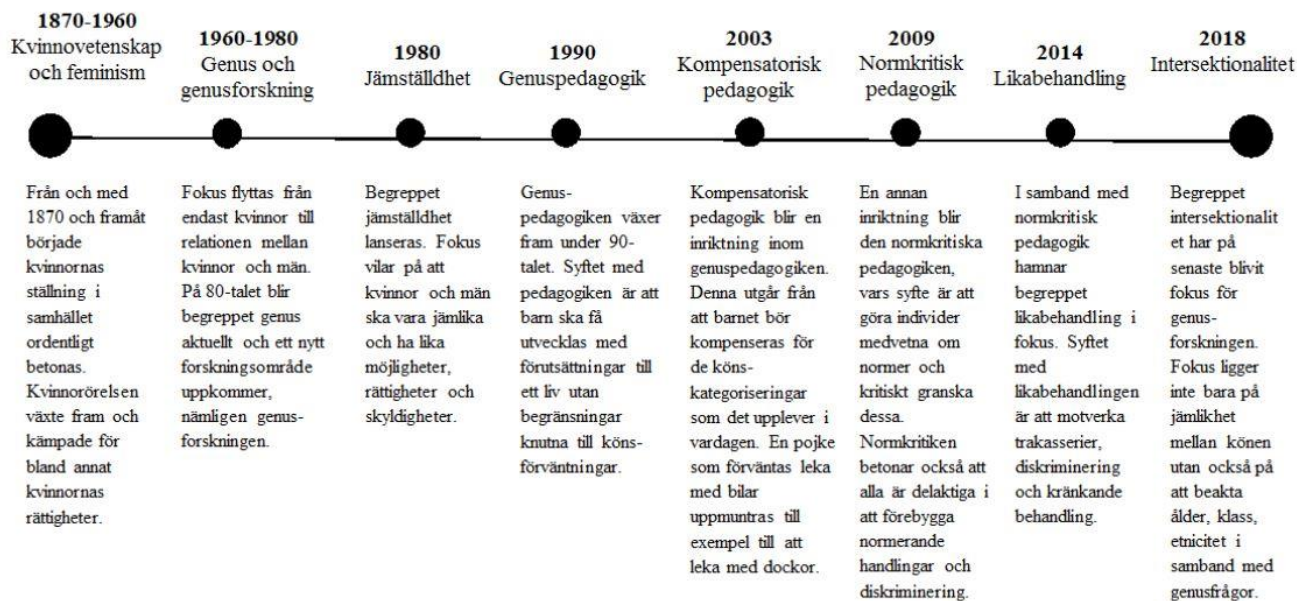 1870-1960
Kvinnovetenskap
och feminism
1960-1980
Genus och
genusforskning
1980
Jämställdhet
1990
Genuspedagogik
2003
Kompensatorisk
pedagogik
2009
Normkritisk
pedagogik
2014
Likabehandling
2018
Intersektionalitet
Från och med
1870 och framåt
började
kvinnornas
ställning i
samhället
ordentligt
betonas.
Kvinnorörelsen
växte fram och
kämpade för
bland annat
kvinnornas
rättigheter.
Fokus flyttas från
endast kvinnor till
relationen mellan
kvinnor och män.
På 80-talet blir
begreppet genus
aktuellt och ett nytt
forskningsområde
uppkommer,
nämligen genus-
forskningen.
Begreppet
jämställdhet
lanseras. Fokus
vilar på att
kvinnor och män
ska vara jämlika
och ha lika
möjligheter,
rättigheter och
skyldigheter.
Genus-
pedagogiken växer
fram under 90-
talet. Syftet med
pedagogiken är att
barn ska få
utvecklas med
förutsättningar till
ett liv utan
begränsningar
knutna till köns-
förväntningar.
Kompensatorisk
pedagogik blir en
inriktning inom
genuspedagogiken.
Denna utgår från
att barnet bör
kompenseras för
de köns-
kategoriseringar
som det upplever i
vardagen. En pojke
som förväntas leka
med bilar
uppmuntras till
exempel till att
leka med dockor.
En annan
inriktning blir
den normkritiska
pedagogiken,
vars syfte är att
göra individer
medvetna om
normer och
kritiskt granska
dessa.
Normkritiken
betonar också att
alla är delaktiga i
att förebygga
normerande
handlingar och
diskriminering.
I samband med
normkritisk
pedagogik
hamnar
begreppet
likabehandling i
fokus. Syftet
med
likabehandlingen
är att motverka
trakasserier,
diskriminering
och kränkande
behandling.
Begreppet
intersektionalit
et har på
senaste blivit
fokus för
genus-
forskningen.
Fokus ligger
inte bara på
jämlikhet
mellan könen
utan också på
att beakta
ålder, klass,
etnicitet i
samband med
genusfrågor.